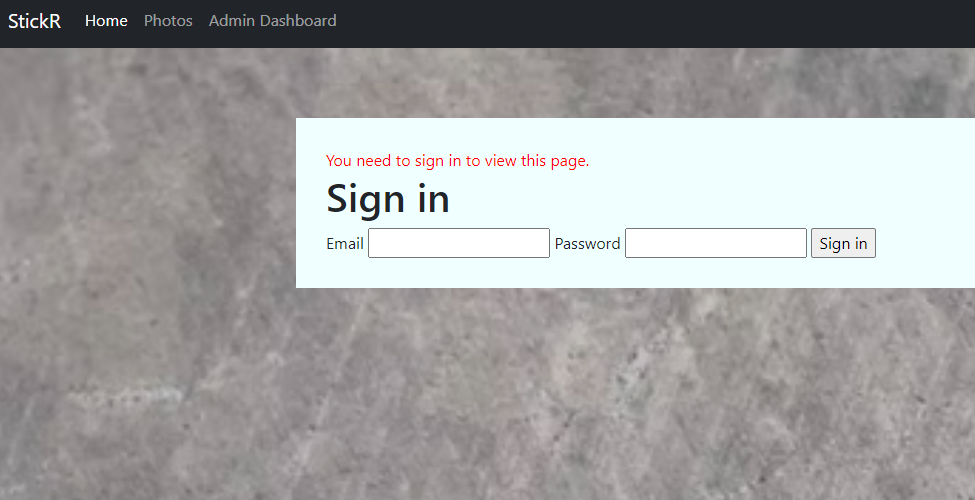 StickR Home Photos Admin Dashboard
You need to sign in to view this page.
Sign in
Email Password Sign in